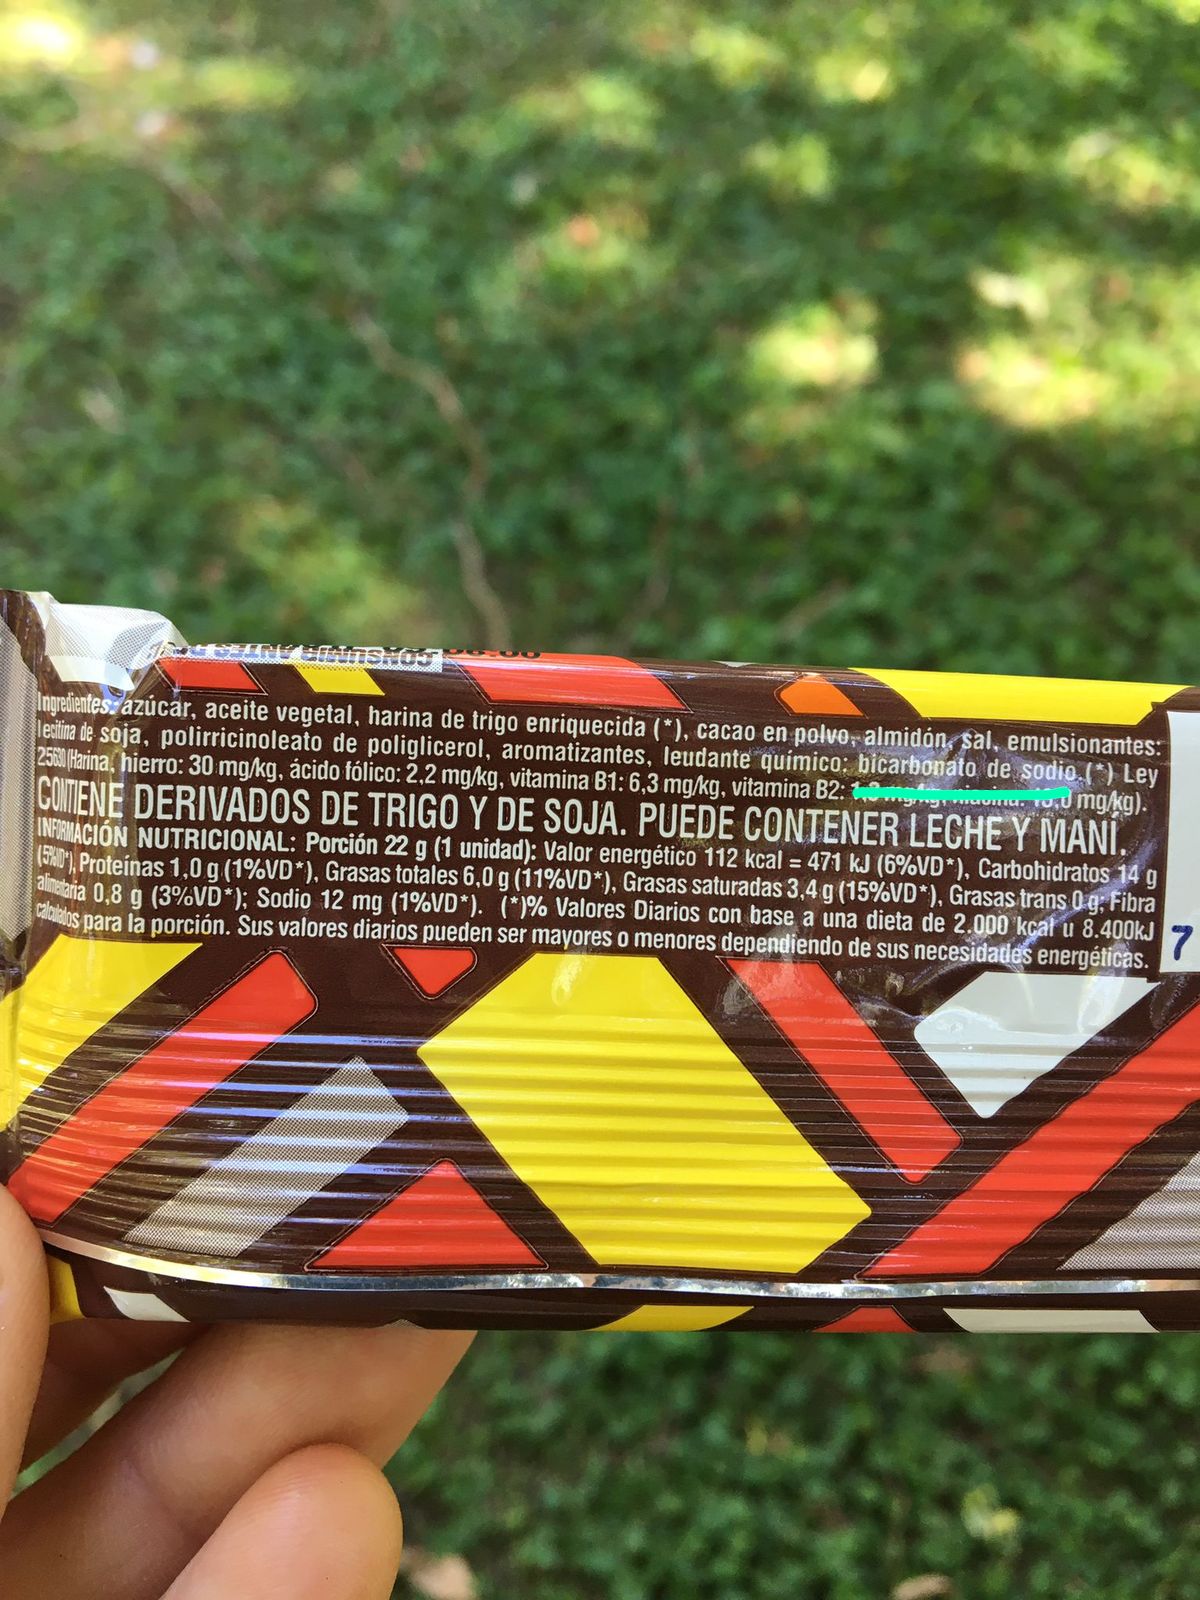 CONSUMIR ANTES D
Ingredientes: azúcar, aceite vegetal, harina de trigo enriquecida (*), cacao en polvo, almidón, sal, emulsionantes:
lecitina de soja, polirricinoleato de poliglicerol, aromatizantes, leudante químico: bicarbonato de sodio.(*) Ley
25630 (Harina, hierro: 30 mg/kg, ácido fólico: 2,2 mg/kg, vitamina B1: 6,3 mg/kg, vitamina B2: mg/kg).
CONTIENE DERIVADOS DE TRIGO Y DE SOJA. PUEDE CONTENER LECHE Y MANÍ.
INFORMACIÓN NUTRICIONAL: Porción 22 g (1 unidad): Valor energético 112 kcal = 471 kJ (6%VD*), Carbohidratos 14 g
(5%VD*), Proteínas 1,0 g (1%VD*), Grasas totales 6,0 g (11%VD*), Grasas saturadas 3,4 g (15%VD*), Grasas trans 0 g; Fibra
alimentaria 0,8 g (3%VD*); Sodio 12 mg (1%VD*). (*)% Valores Diarios con base a una dieta de 2.000 kcal u 8.400kJ
calculados para la porción. Sus valores diarios pueden ser mayores o menores dependiendo de sus necesidades energéticas.
7